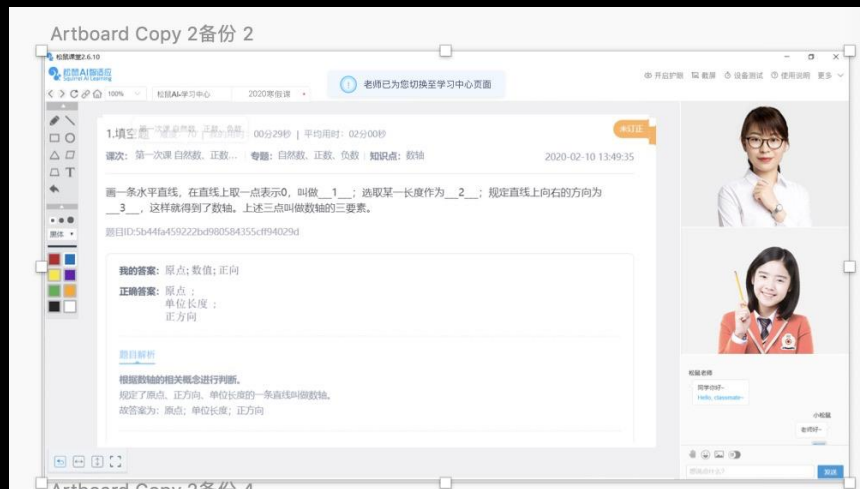 Artboard Copy 2备份 2
松鼠课堂2.6.10
松鼠AI智适应
Squirrel Ai Learning
老师已为您切换至学习中心页面
开启护眼 截屏 设备测试 使用说明 更多
100% 松鼠AI-学习中心 2020寒假课
1.填空题 00分29秒 | 平均用时：02分00秒
未订正
课次: 第一次课 自然数、正数... 专题: 自然数、正数、负数 知识点: 数轴 2020-02-10 13:49:35
画一条水平直线，在直线上取一点表示0，叫做__1__；选取某一长度作为__2__；规定直线上向右的方向为
__3__，这样就得到了数轴。上述三点叫做数轴的三要素。
题目ID:5b44fa459222bd980584355cff94029d
我的答案: 原点; 数值; 正向
正确答案: 原点 ;
单位长度 ;
正方向
题目解析
根据数轴的相关概念进行判断。
规定了原点、正方向、单位长度的一条直线叫做数轴。
故答案为：原点；单位长度；正方向
T
黑体
松鼠老师
同学你好~
Hello, classmate~
小松鼠
老师好~
发送
Artboard Copy 2备份 4